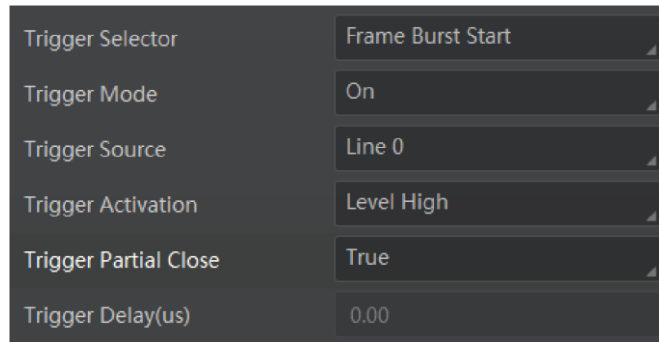 Trigger Selector Frame Burst Start
Trigger Mode On
Trigger Source Line 0
Trigger Activation Level High
Trigger Partial Close True
Trigger Delay(us) 0.00